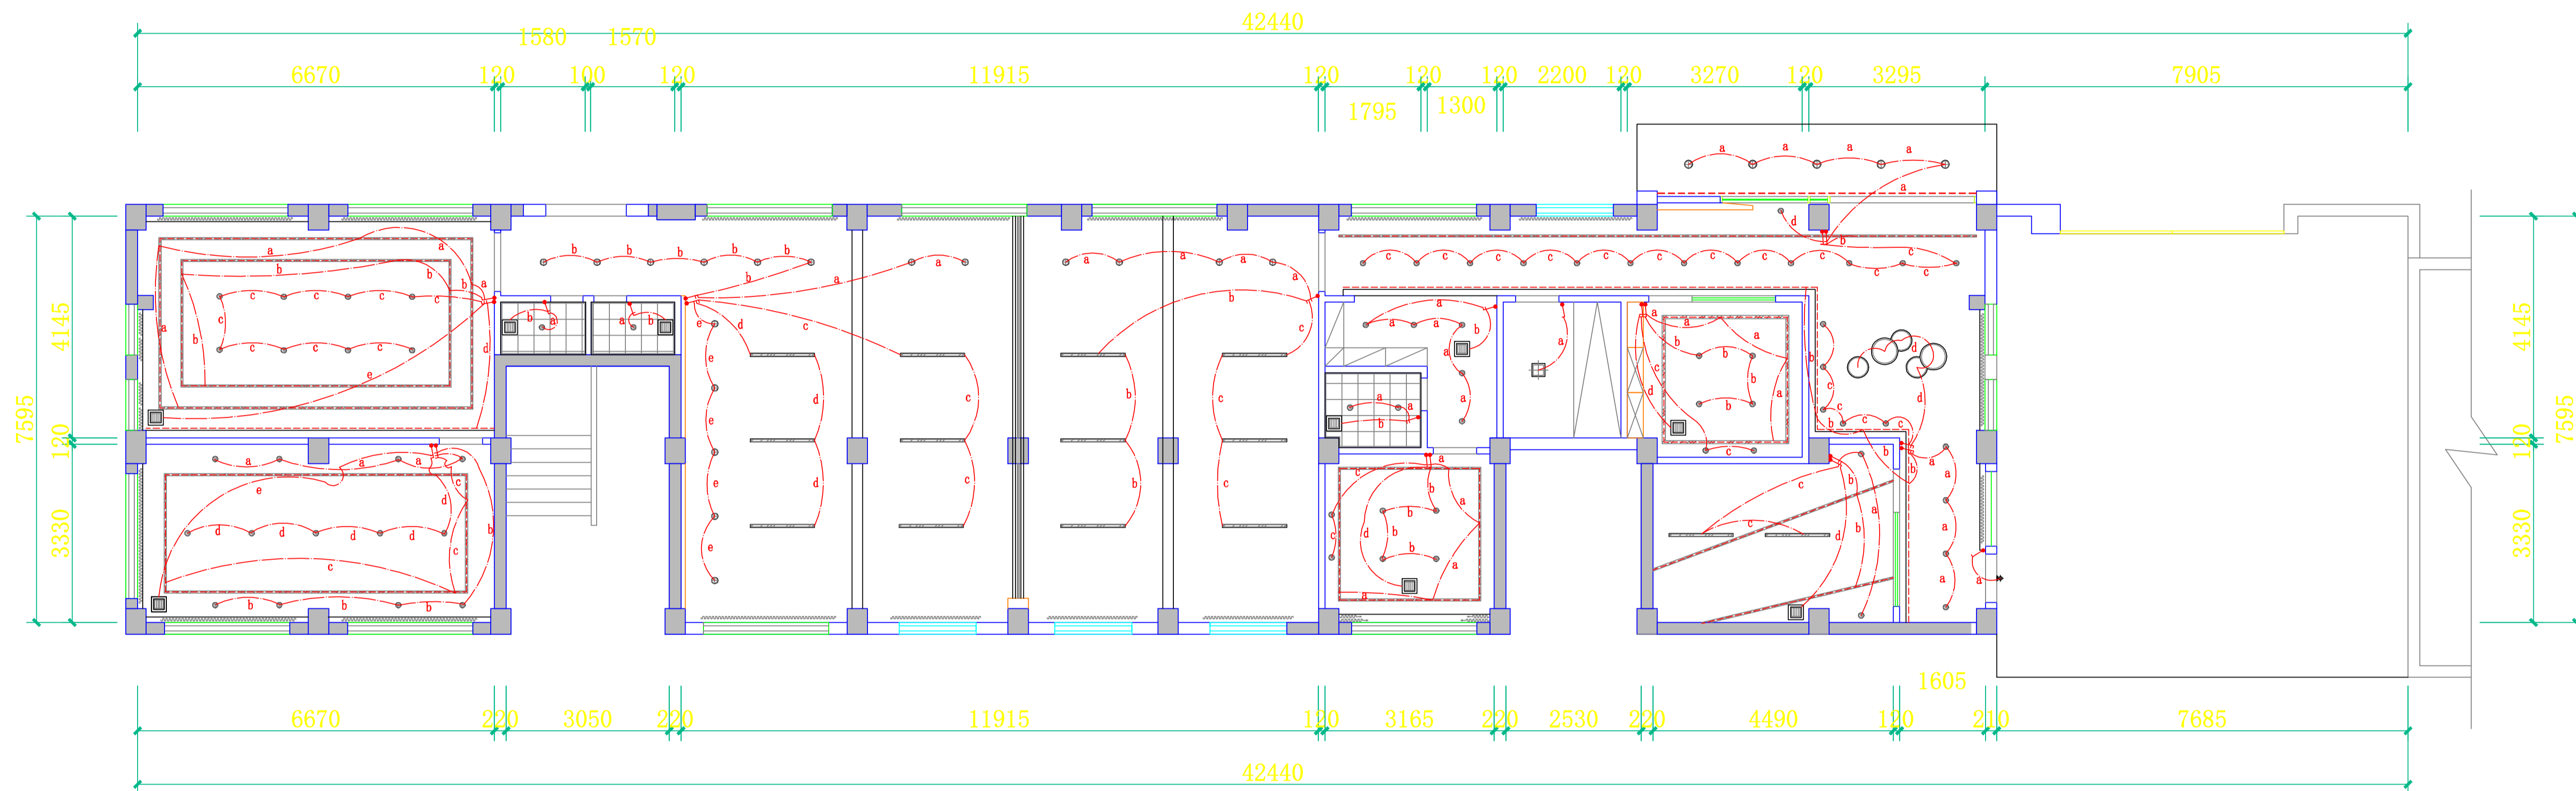 42440
1580 1570
6670 120 100 120 11915 120 120 120 2200 120 3270 120 3295 7905
1795 1300
a a a a
a
d
b
a a b b b b b b a a a a a c c c c c c c c c c c c
b b b a a b c
c c c c c
a b b a a b e d c c a a a b a a b b a a d
c c c c
e d
7595 4145 120 3330
7595 4145 120 3330
e d c b c a a b c d b b a c d
e a a b b c c c
a a a c a b a
e d d b c c b a
d d d d b b d b c a a
c c e a a
b b b
1605
6670 220 3050 220 11915 120 3165 220 2530 220 4490 120 210 7685
42440